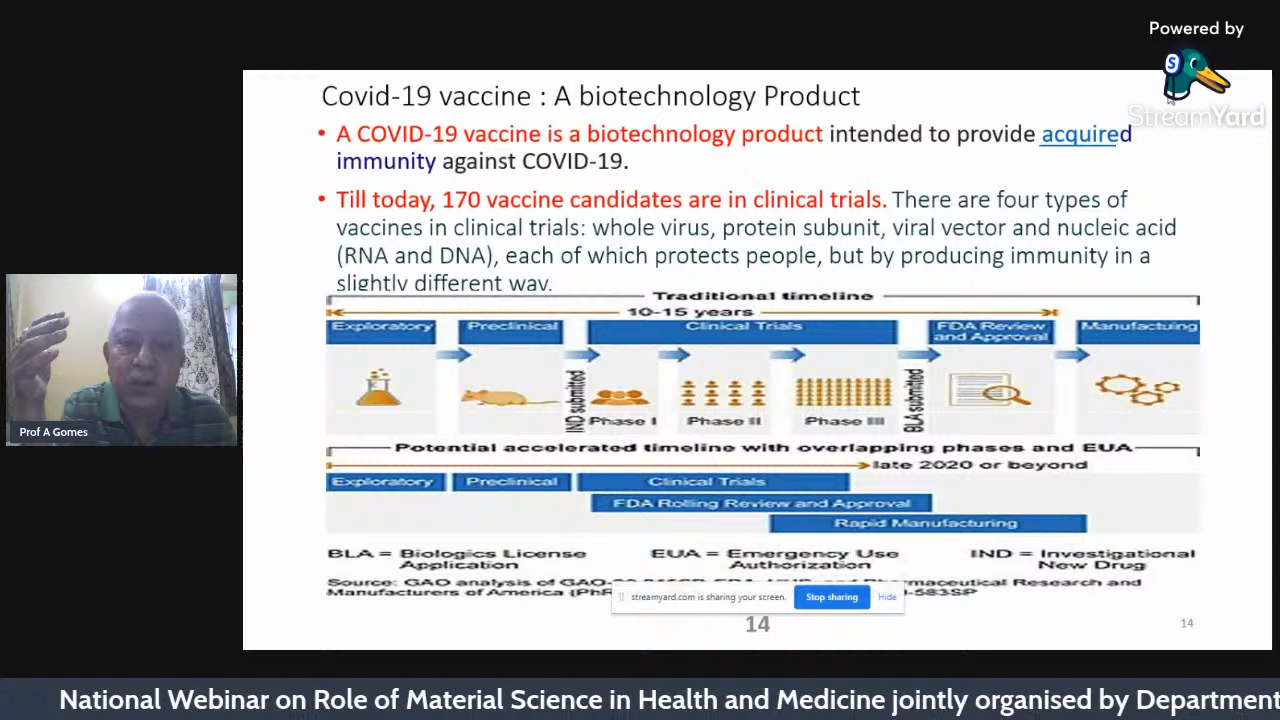 Powered by
StreamYard
Covid-19 vaccine : A biotechnology Product
• A COVID-19 vaccine is a biotechnology product intended to provide acquired
immunity against COVID-19.
• Till today, 170 vaccine candidates are in clinical trials. There are four types of
vaccines in clinical trials: whole virus, protein subunit, viral vector and nucleic acid
(RNA and DNA), each of which protects people, but by producing immunity in a
slightly different way.
Traditional timeline
10-15 years
Exploratory
Preclinical
Clinical Trials
FDA Review
and Approval
Manufactuing
IND submitted
Phase I
Phase II
Phase III
BLA submitted
Potential accelerated timeline with overlapping phases and EUA
late 2020 or beyond
Exploratory
Preclinical
Clinical Trials
FDA Rolling Review and Approval
Rapid Manufacturing
BLA = Biologics License
Application
EUA = Emergency Use
Authorization
IND = Investigational
New Drug
Source: GAO analysis of Pharmaceutical Research and
Manufacturers of America
streamyard.com is sharing your screen.
Stop sharing
Hide
14
14
Prof A Gomes
National Webinar on Role of Material Science in Health and Medicine jointly organised by Department